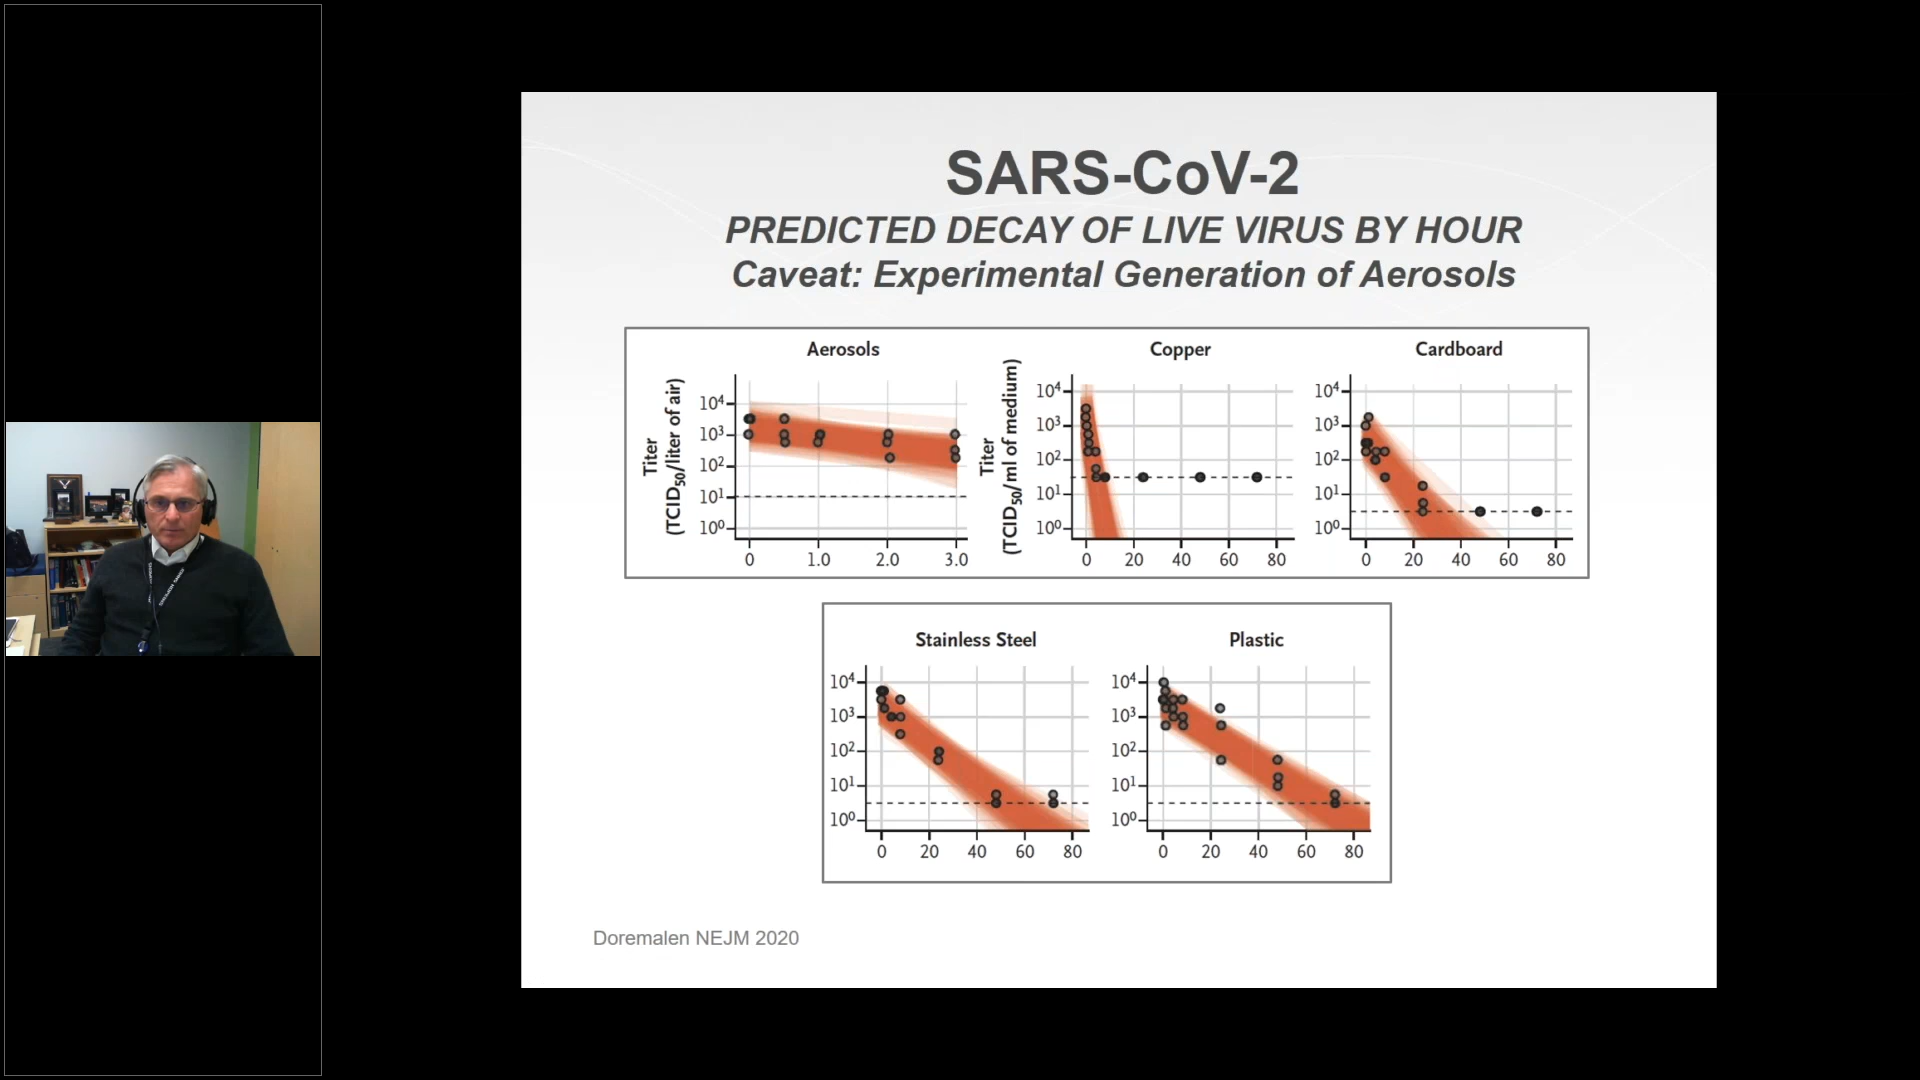 SARS-CoV-2
PREDICTED DECAY OF LIVE VIRUS BY HOUR
Caveat: Experimental Generation of Aerosols
Aerosols
Titer
(TCID50/liter of air)
10⁴
10³
10²
10¹
10⁰
0 1.0 2.0 3.0
Copper
Titer
(TCID50/ml of medium)
10⁴
10³
10²
10¹
10⁰
0 20 40 60 80
Cardboard
10⁴
10³
10²
10¹
10⁰
0 20 40 60 80
Stainless Steel
10⁴
10³
10²
10¹
10⁰
0 20 40 60 80
Plastic
10⁴
10³
10²
10¹
10⁰
0 20 40 60 80
Doremalen NEJM 2020